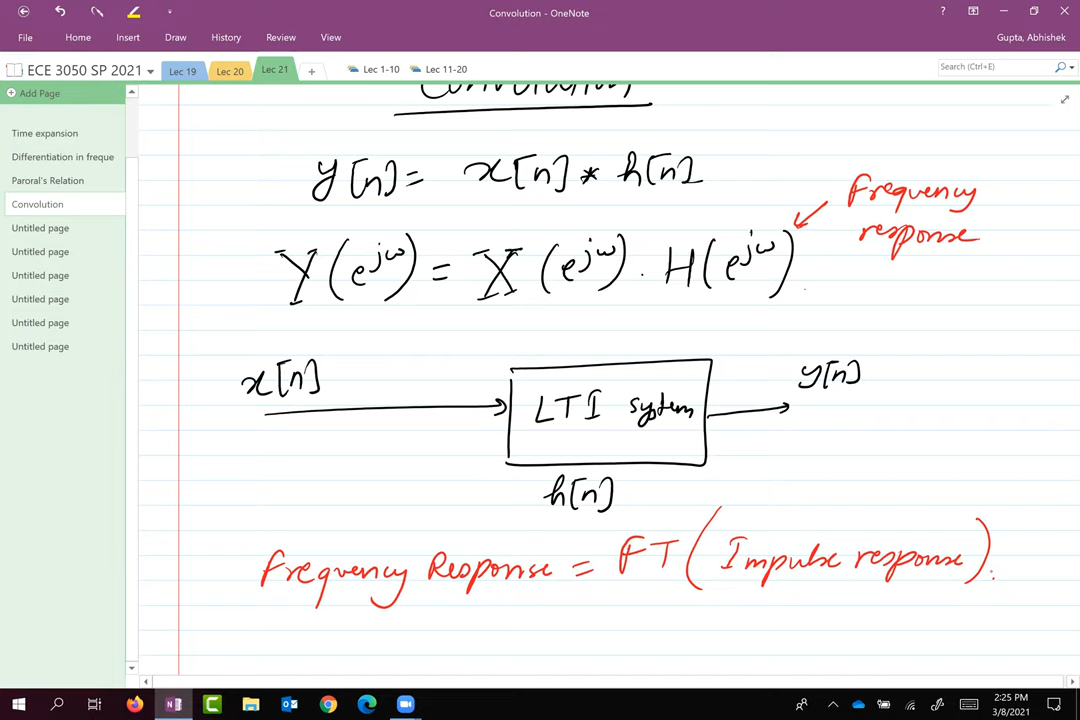 Convolution - OneNote
?
File Home Insert Draw History Review View
Gupta, Abhishek
ECE 3050 SP 2021
Lec 19 Lec 20 Lec 21 + Lec 1-10 Lec 11-20
Search (Ctrl+E)
Add Page
Time expansion
Differentiation in freque
Paroral's Relation
Convolution
Untitled page
Untitled page
Untitled page
Untitled page
Untitled page
Untitled page
Convolution
y[n] = x[n] * h[n]
Frequency
response
Y(e^{jω}) = X(e^{jω}) . H(e^{jω})
x[n]
LTI system
y[n]
h[n]
Frequency Response = FT (Impulse response).
2:25 PM
3/8/2021